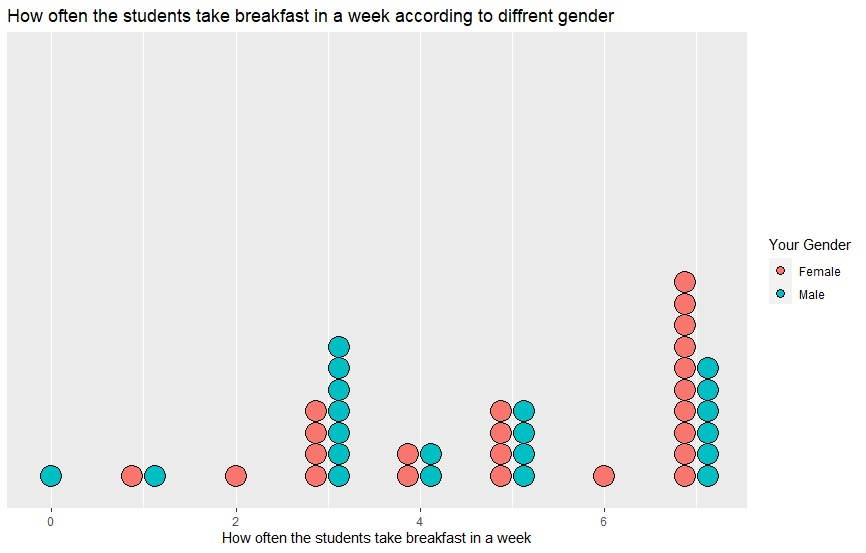 How often the students take breakfast in a week according to diffrent gender
Your Gender
Female
Male
0 2 4 6
How often the students take breakfast in a week